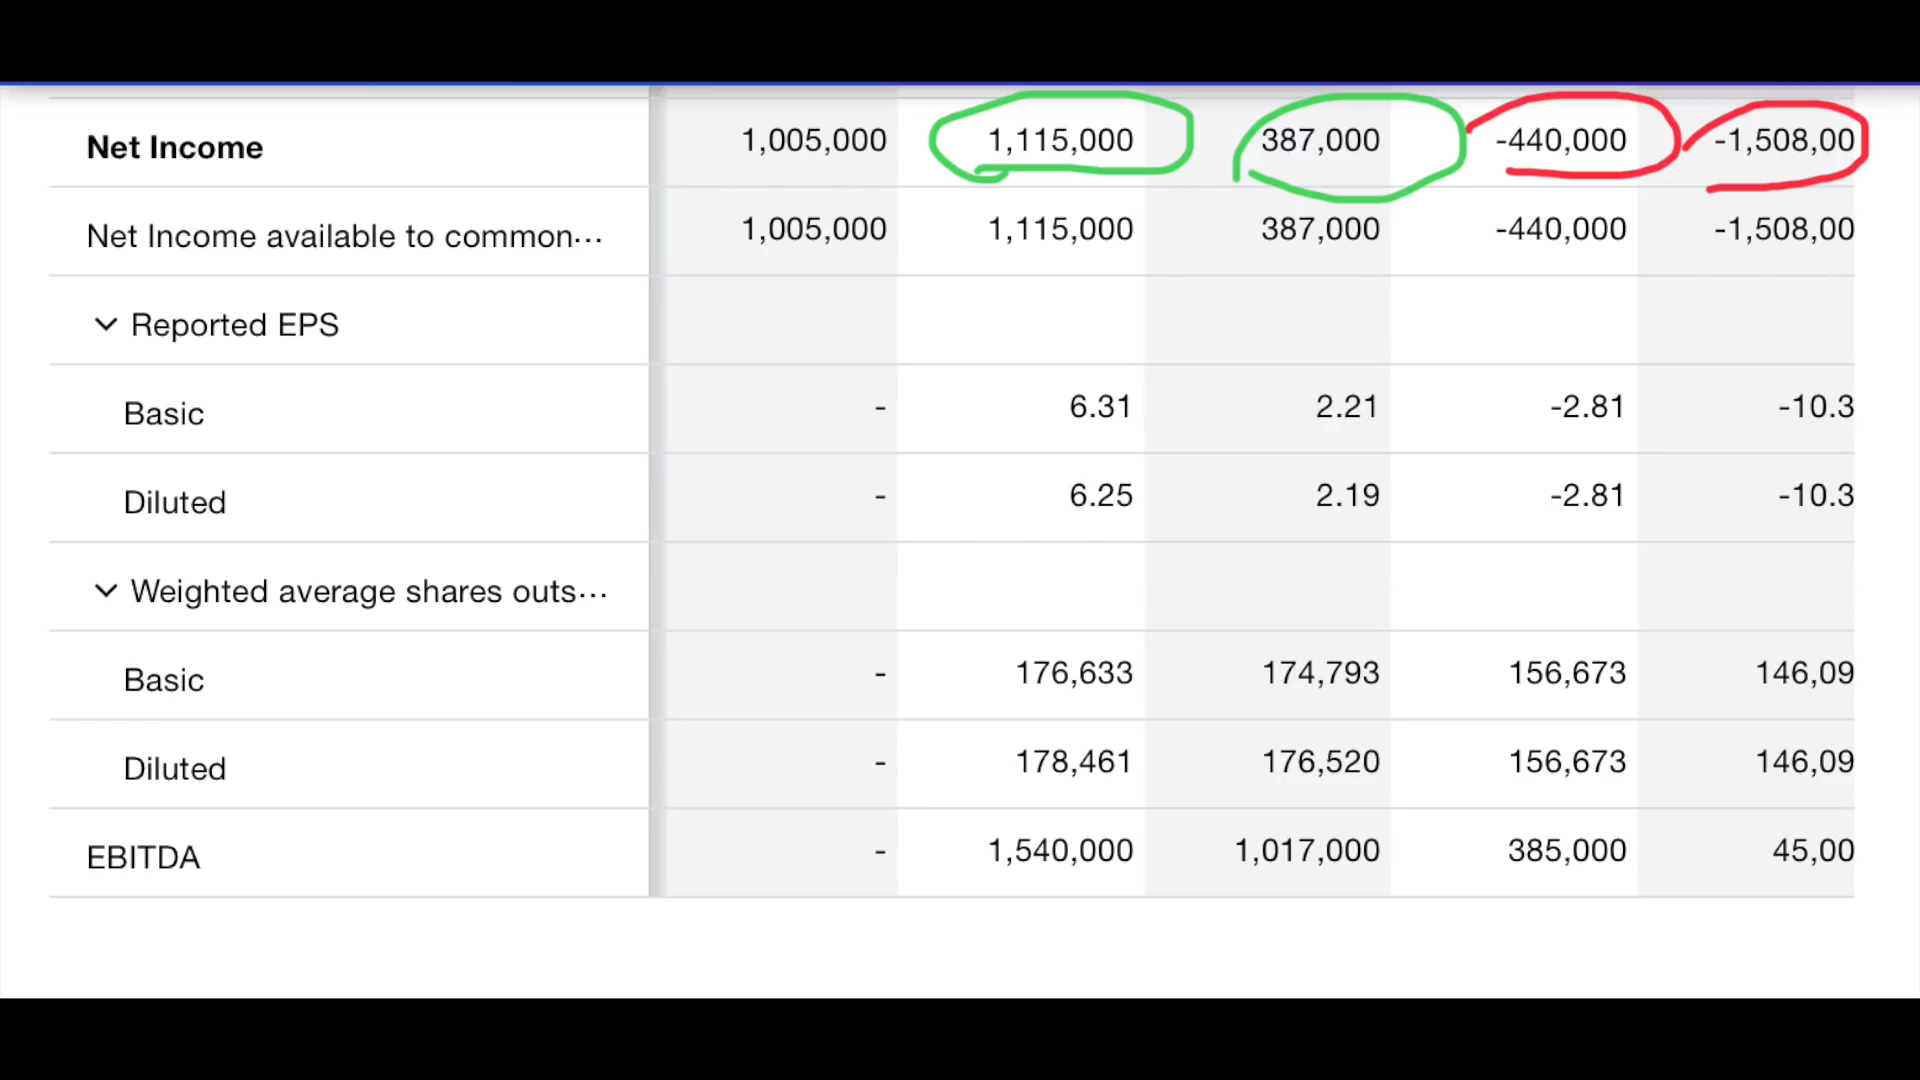 Net Income 1,005,000 1,115,000 387,000 -440,000 -1,508,00
Net Income available to common... 1,005,000 1,115,000 387,000 -440,000 -1,508,00
Reported EPS
Basic - 6.31 2.21 -2.81 -10.3
Diluted - 6.25 2.19 -2.81 -10.3
Weighted average shares outs...
Basic - 176,633 174,793 156,673 146,09
Diluted - 178,461 176,520 156,673 146,09
EBITDA - 1,540,000 1,017,000 385,000 45,00